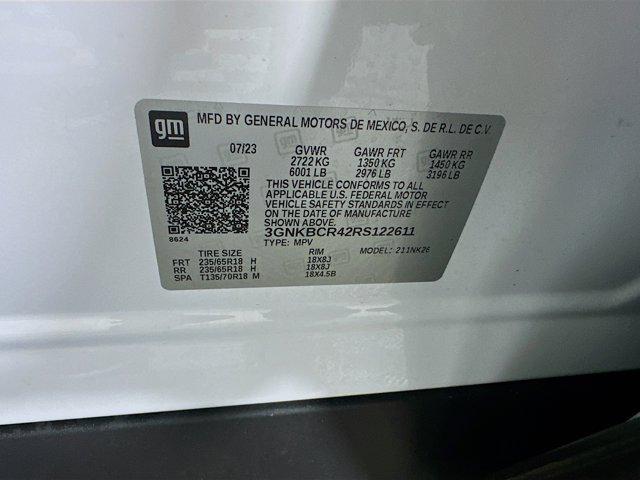 gm
MFD BY GENERAL MOTORS DE MEXICO, S. DE R.L. DE C.V.
07/23 GVWR GAWR FRT GAWR RR
2722 KG 1350 KG 1450 KG
6001 LB 2976 LB 3196 LB
THIS VEHICLE CONFORMS TO ALL
APPLICABLE U.S. FEDERAL MOTOR
VEHICLE SAFETY STANDARDS IN EFFECT
ON THE DATE OF MANUFACTURE
SHOWN ABOVE.
3GNKBCR42RS122611
8624 TYPE: MPV MODEL: 211NK26
TIRE SIZE RIM
FRT 235/65R18 H 18X8J
RR 235/65R18 H 18X8J
SPA T135/70R18 M 18X4.5B